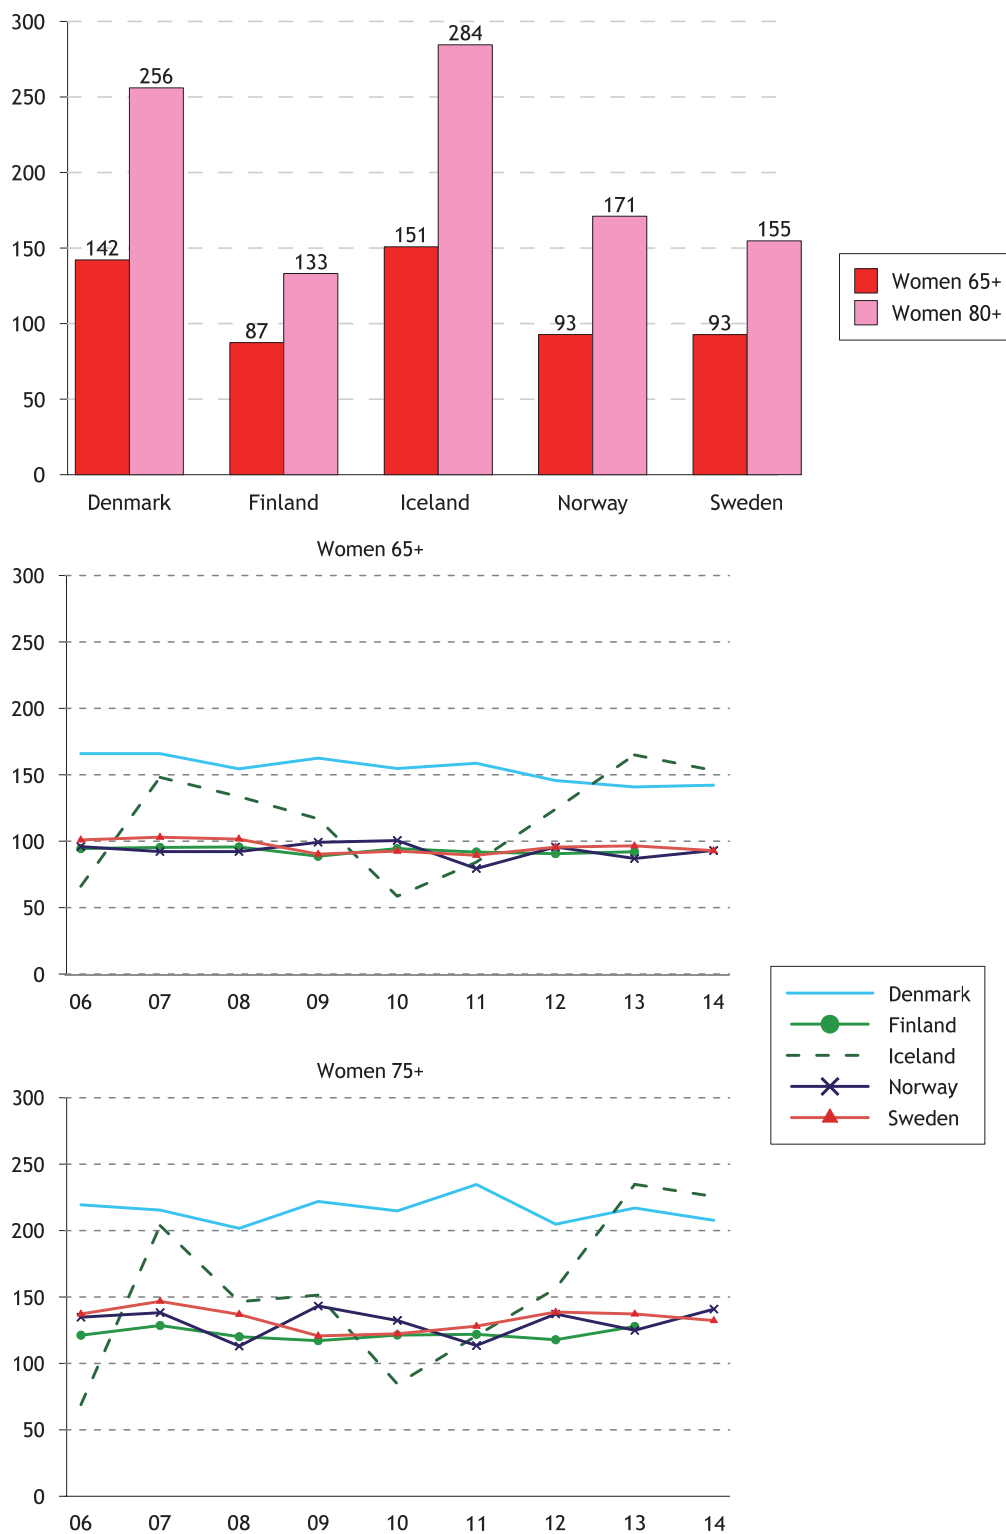 300
250
200
150
100
50
0
142
256
87
133
151
284
93
171
93
155
Denmark Finland Iceland Norway Sweden
Women 65+
Women 80+
Women 65+
300
250
200
150
100
50
0
06 07 08 09 10 11 12 13 14
Denmark
Finland
Iceland
Norway
Sweden
Women 75+
300
250
200
150
100
50
0
06 07 08 09 10 11 12 13 14